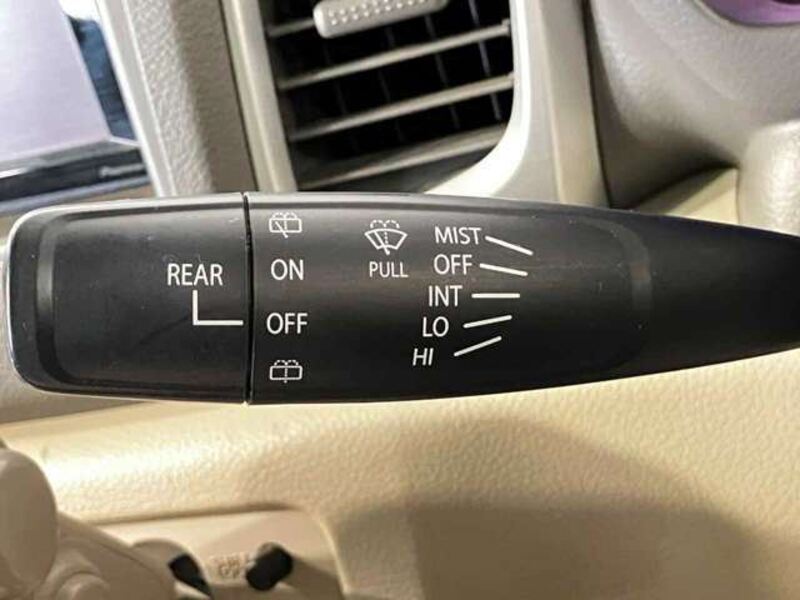 REAR
ON
OFF
PULL
MIST
OFF
INT
LO
HI